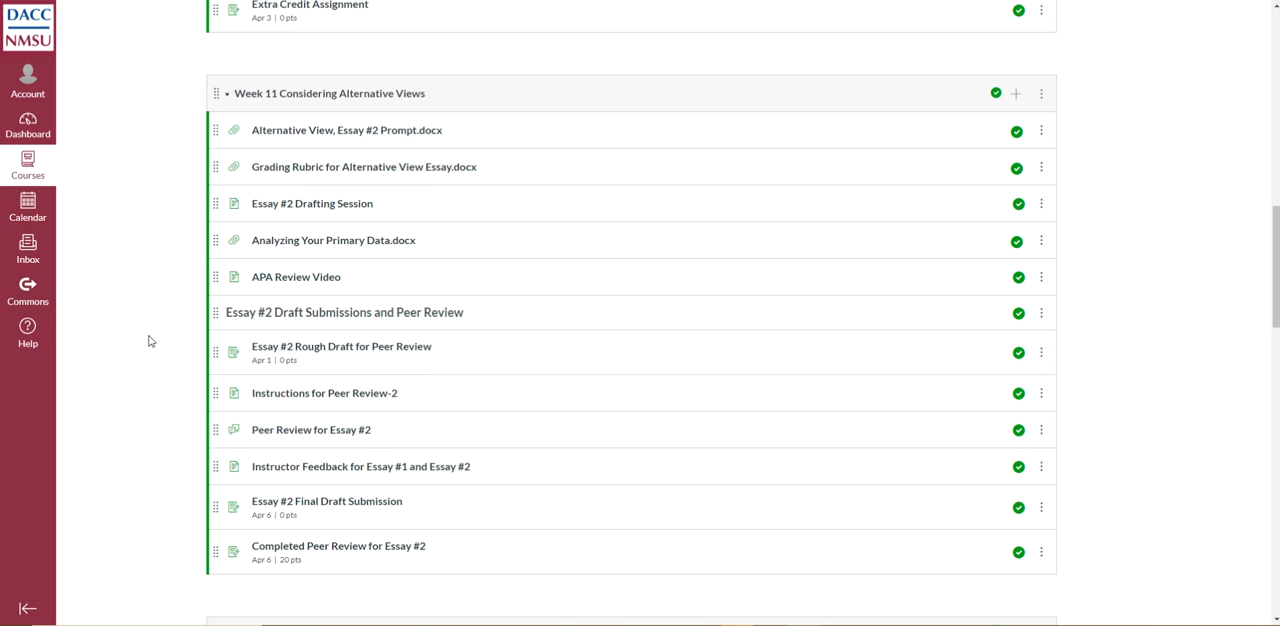 DACC
NMSU
Account
Dashboard
Courses
Calendar
Inbox
Commons
Help
Extra Credit Assignment
Apr 3 | 0 pts
Week 11 Considering Alternative Views
Alternative View, Essay #2 Prompt.docx
Grading Rubric for Alternative View Essay.docx
Essay #2 Drafting Session
Analyzing Your Primary Data.docx
APA Review Video
Essay #2 Draft Submissions and Peer Review
Essay #2 Rough Draft for Peer Review
Apr 1 | 0 pts
Instructions for Peer Review-2
Peer Review for Essay #2
Instructor Feedback for Essay #1 and Essay #2
Essay #2 Final Draft Submission
Apr 6 | 0 pts
Completed Peer Review for Essay #2
Apr 6 | 20 pts